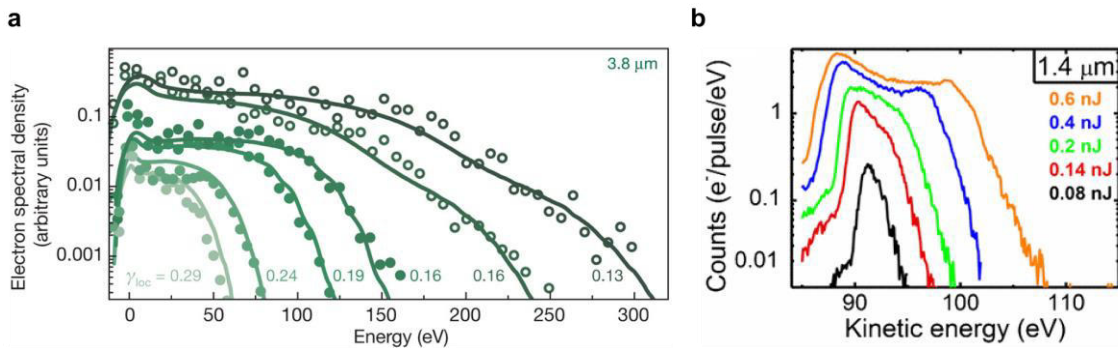 a
3.8 μm
Electron spectral density
(arbitrary units)
0.1
0.01
0.001
γloc = 0.29
0.24
0.19
0.16
0.16
0.13
0
50
100
150
200
250
300
Energy (eV)
b
1.4 μm
0.6 nJ
0.4 nJ
0.2 nJ
0.14 nJ
0.08 nJ
Counts (e-/pulse/eV)
1
0.1
0.01
90
100
110
Kinetic energy (eV)